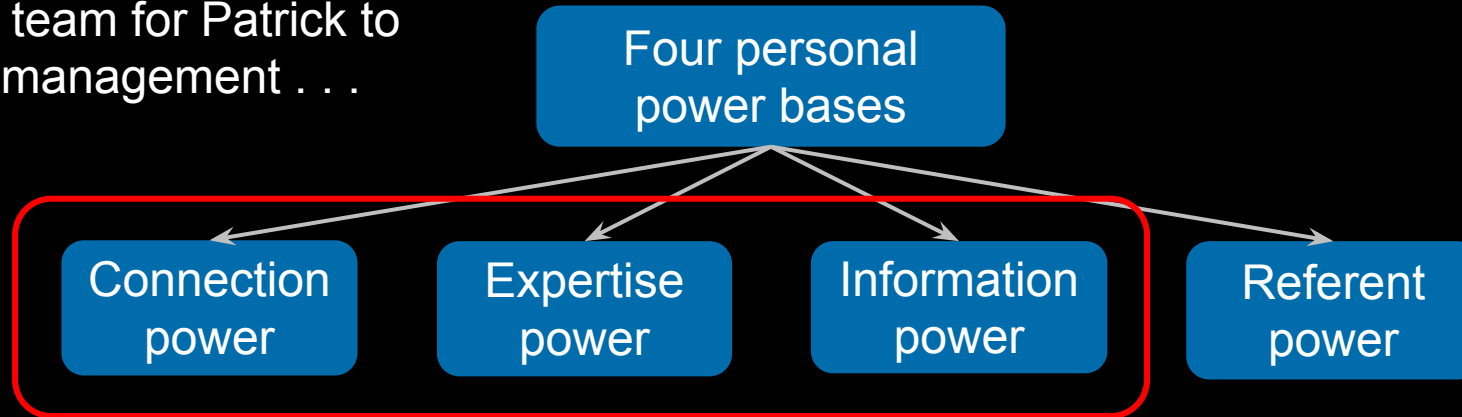 team for Patrick to
management . . .
Four personal
power bases
Connection
power
Expertise
power
Information
power
Referent
power